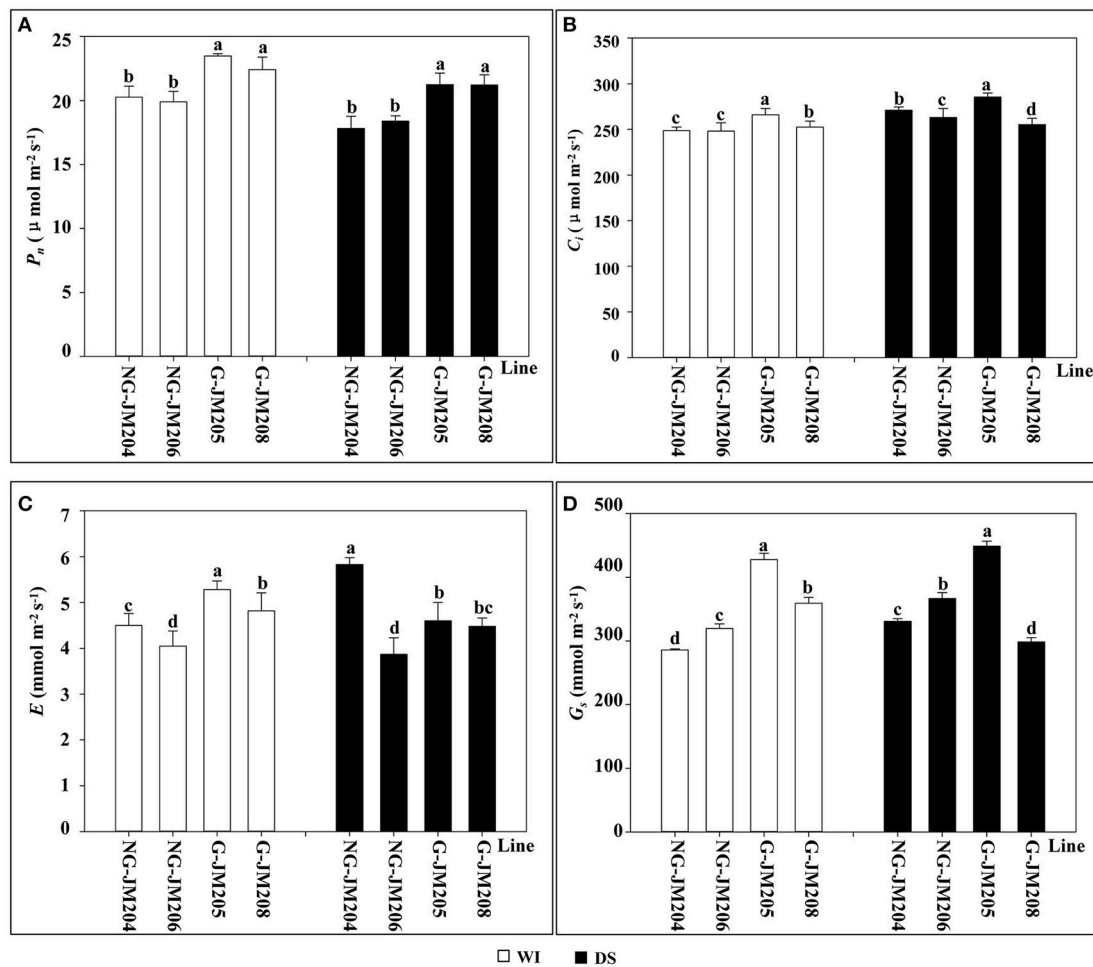 A
P_n ( μ mol m⁻² s⁻¹)
25
20
15
10
5
0
b b a a b b a a
NG-JM204 NG-JM206 G-JM205 G-JM208 NG-JM204 NG-JM206 G-JM205 G-JM208
Line
B
C_i ( μ mol m⁻² s⁻¹)
350
300
250
200
150
100
50
0
c c a b b c a d
NG-JM204 NG-JM206 G-JM205 G-JM208 NG-JM204 NG-JM206 G-JM205 G-JM208
Line
C
E (mmol m⁻² s⁻¹)
7
6
5
4
3
2
1
0
c d a b a d b bc
NG-JM204 NG-JM206 G-JM205 G-JM208 NG-JM204 NG-JM206 G-JM205 G-JM208
Line
D
G_s (mmol m⁻² s⁻¹)
500
400
300
200
100
0
d c a b c b a d
NG-JM204 NG-JM206 G-JM205 G-JM208 NG-JM204 NG-JM206 G-JM205 G-JM208
Line
WI DS